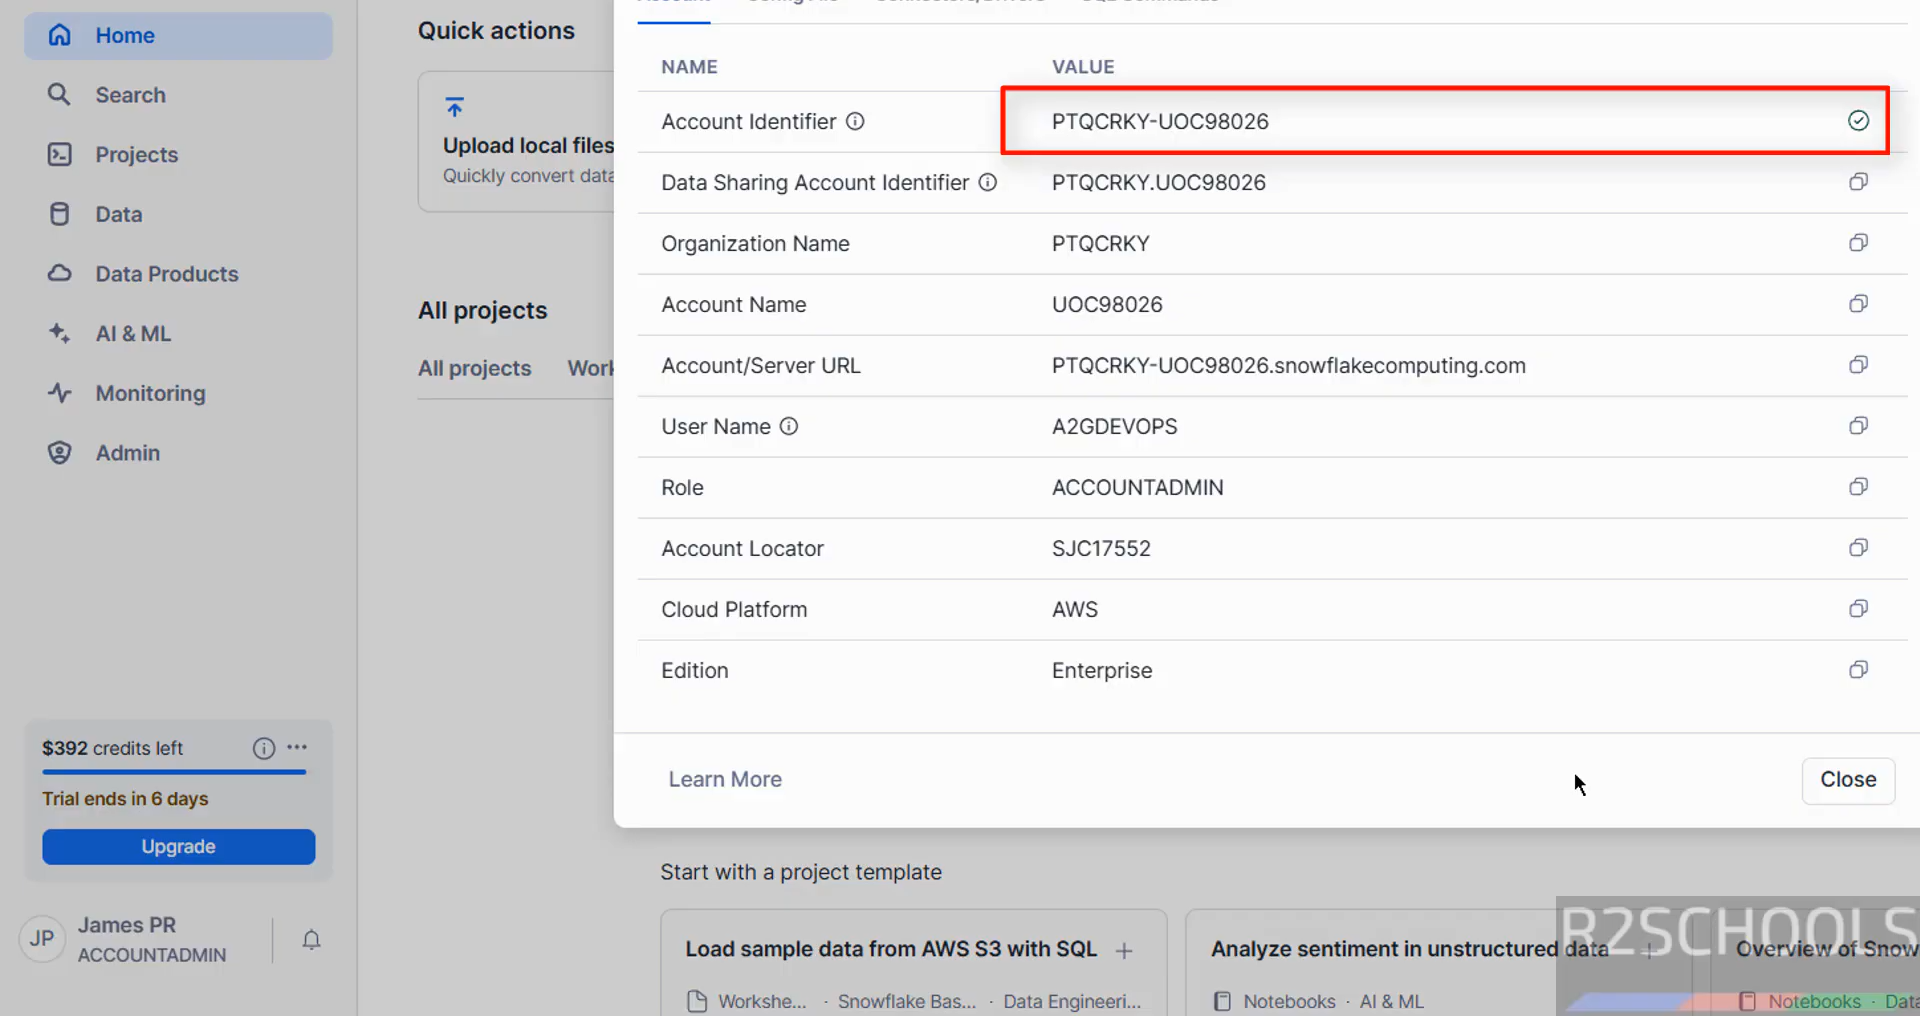 Home
Search
Projects
Data
Data Products
AI & ML
Monitoring
Admin
$392 credits left
Trial ends in 6 days
Upgrade
JP
James PR
ACCOUNTADMIN
Quick actions
Upload local files
Quickly convert data
All projects
All projects Work
NAME VALUE
Account Identifier PTQCRKY-UOC98026
Data Sharing Account Identifier PTQCRKY.UOC98026
Organization Name PTQCRKY
Account Name UOC98026
Account/Server URL PTQCRKY-UOC98026.snowflakecomputing.com
User Name A2GDEVOPS
Role ACCOUNTADMIN
Account Locator SJC17552
Cloud Platform AWS
Edition Enterprise
Learn More
Close
Start with a project template
Load sample data from AWS S3 with SQL
Workshe... · Snowflake Bas... · Data Engineeri...
Analyze sentiment in unstructured data
Notebooks · AI & ML
Overview of Snow
Notebooks · Data
R2SCHOOLS